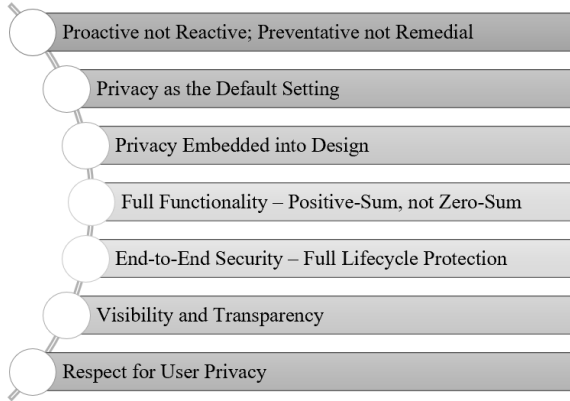 Proactive not Reactive; Preventative not Remedial
Privacy as the Default Setting
Privacy Embedded into Design
Full Functionality – Positive-Sum, not Zero-Sum
End-to-End Security – Full Lifecycle Protection
Visibility and Transparency
Respect for User Privacy